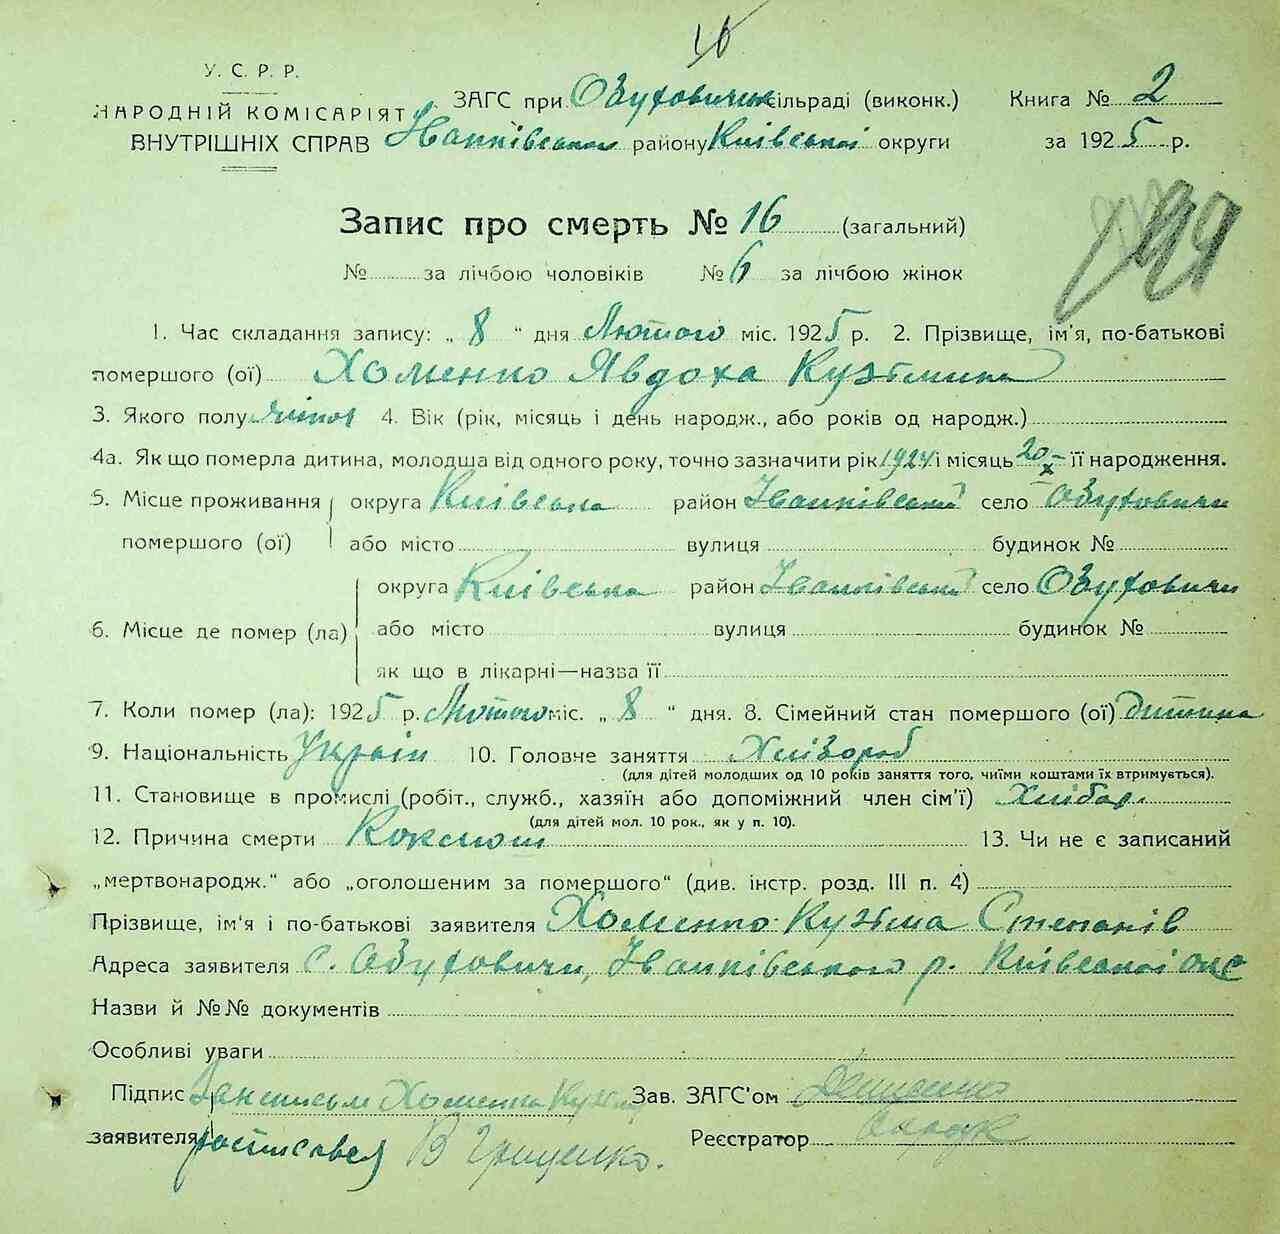 16
У. С. Р. Р.
НАРОДНІЙ КОМІСАРІЯТ
ВНУТРІШНІХ СПРАВ
ЗАГС при Обуховичськ сільраді (виконк.)
Іванківського району Київської округи
Книга № 2
за 1925 р.
Запис про смерть № 16 (загальний)
№ за лічбою чоловіків № 6 за лічбою жінок
1. Час складання запису: „ 8 “ дня Лютого міс. 1925 р. 2. Прізвище, ім'я, по-батькові
помершого (ої) Хоменко Явдоха Кузьмина
3. Якого полу жіноч 4. Вік (рік, місяць і день народж., або років од народж.)
4а. Як що померла дитина, молодша від одного року, точно зазначити рік 1924 і місяць 20/X її народження.
5. Місце проживання округа Київська район Іванківський село Обуховичи
помершого (ої) або місто вулиця будинок №
округа Київська район Іванківський село Обуховичи
6. Місце де помер (ла) або місто вулиця будинок №
як що в лікарні—назва її
7. Коли помер (ла): 1925 р. Лютого міс. „ 8 “ дня. 8. Сімейний стан помершого (ої) дитина
9. Національність Україн 10. Головне заняття Хлібороб
(для дітей молодших од 10 років заняття того, чиїми коштами їх втримується).
11. Становище в промислі (робіт., служб., хазяїн або допоміжний член сім'ї)
(для дітей мол. 10 рок., як у п. 10).
12. Причина смерти Коклюш 13. Чи не є записаний
„мертвонародж.“ або „оголошеним за помершого“ (див. інстр. розд. III п. 4)
Прізвище, ім'я і по-батькові заявителя Хоменко Кузьма Степанів
Адреса заявителя с. Обуховичи, Іванківського р. Київської окр
Назви й №№ документів
Особливі уваги
Підпис Хоменка Зав. ЗАГС'ом
заявителя росписався В Грищенко. Реєстратор